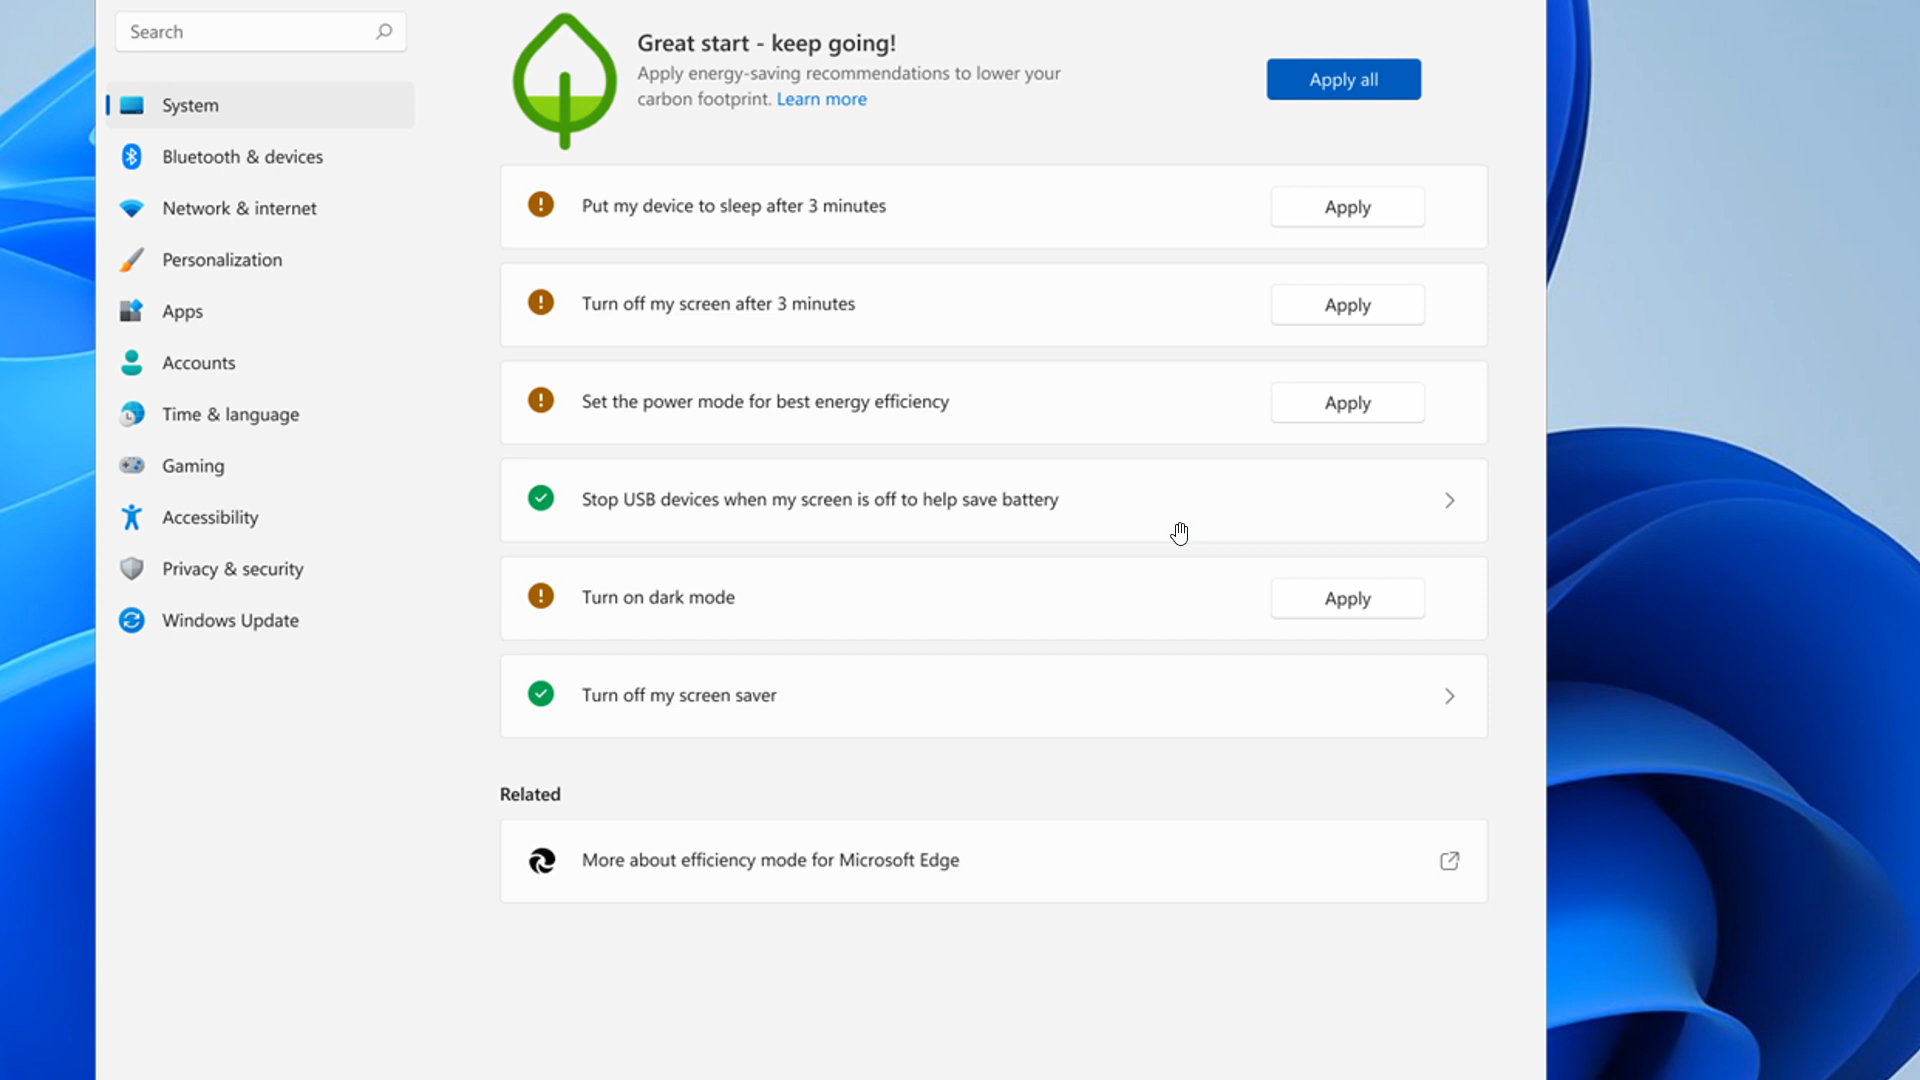 Search
System
Bluetooth & devices
Network & internet
Personalization
Apps
Accounts
Time & language
Gaming
Accessibility
Privacy & security
Windows Update
Great start - keep going!
Apply energy-saving recommendations to lower your
carbon footprint. Learn more
Apply all
Put my device to sleep after 3 minutes
Apply
Turn off my screen after 3 minutes
Apply
Set the power mode for best energy efficiency
Apply
Stop USB devices when my screen is off to help save battery
Turn on dark mode
Apply
Turn off my screen saver
Related
More about efficiency mode for Microsoft Edge